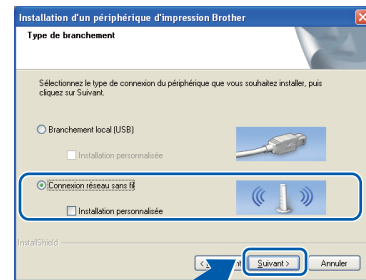 Installation d'un périphérique d'impression Brother
Type de branchement
Sélectionnez le type de connexion du périphérique que vous souhaitez installer, puis
cliquez sur Suivant.
Branchement local (USB)
Installation personnalisée
Connexion réseau sans fil
Installation personnalisée
InstallShield
Suivant >
Annuler